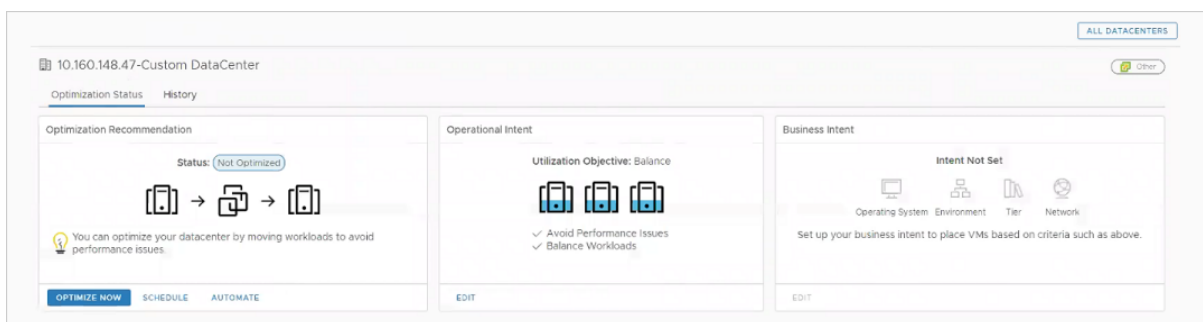 ALL DATACENTERS
10.160.148.47-Custom DataCenter
Other
Optimization Status
History
Optimization Recommendation
Status: Not Optimized
You can optimize your datacenter by moving workloads to avoid
performance issues.
OPTIMIZE NOW
SCHEDULE
AUTOMATE
Operational Intent
Utilization Objective: Balance
Avoid Performance Issues
Balance Workloads
EDIT
Business Intent
Intent Not Set
Operating System
Environment
Tier
Network
Set up your business intent to place VMs based on criteria such as above.
EDIT